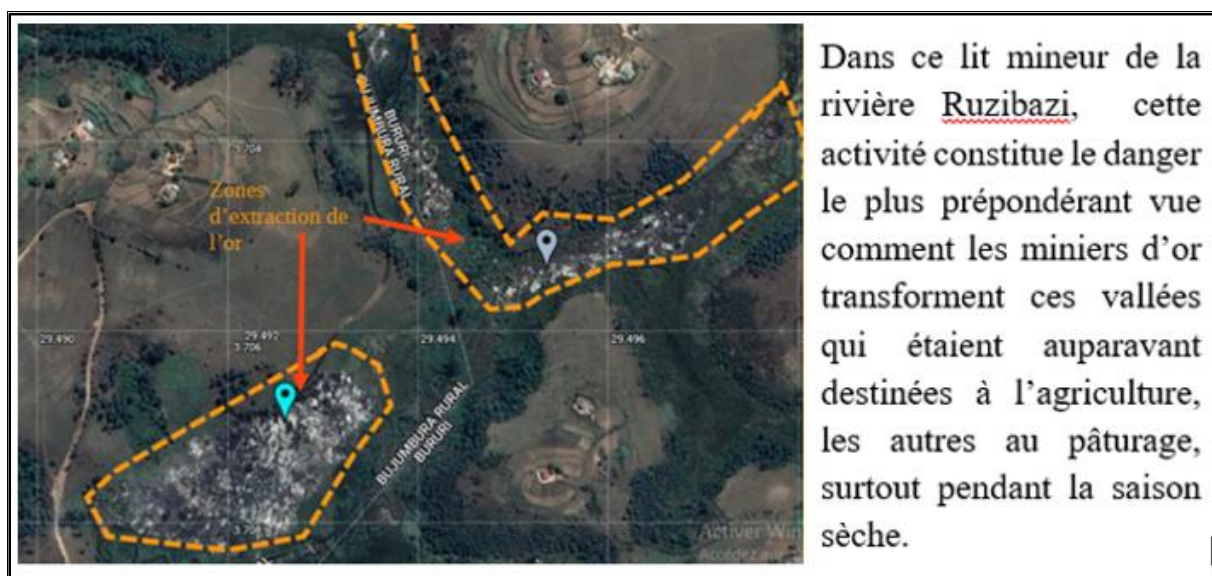 BURURI
BUJUMBURA RURAL
3-704
Zones
d’extraction de
l’or
29.490
29.492
29.494
29.496
3-706
BUJUMBURA RURAL
BURURI
Activer Win
Accédez aux
Dans ce lit mineur de la
rivière Ruzibazi, cette
activité constitue le danger
le plus prépondérant vue
comment les miniers d’or
transforment ces vallées
qui étaient auparavant
destinées à l’agriculture,
les autres au pâturage,
surtout pendant la saison
sèche.